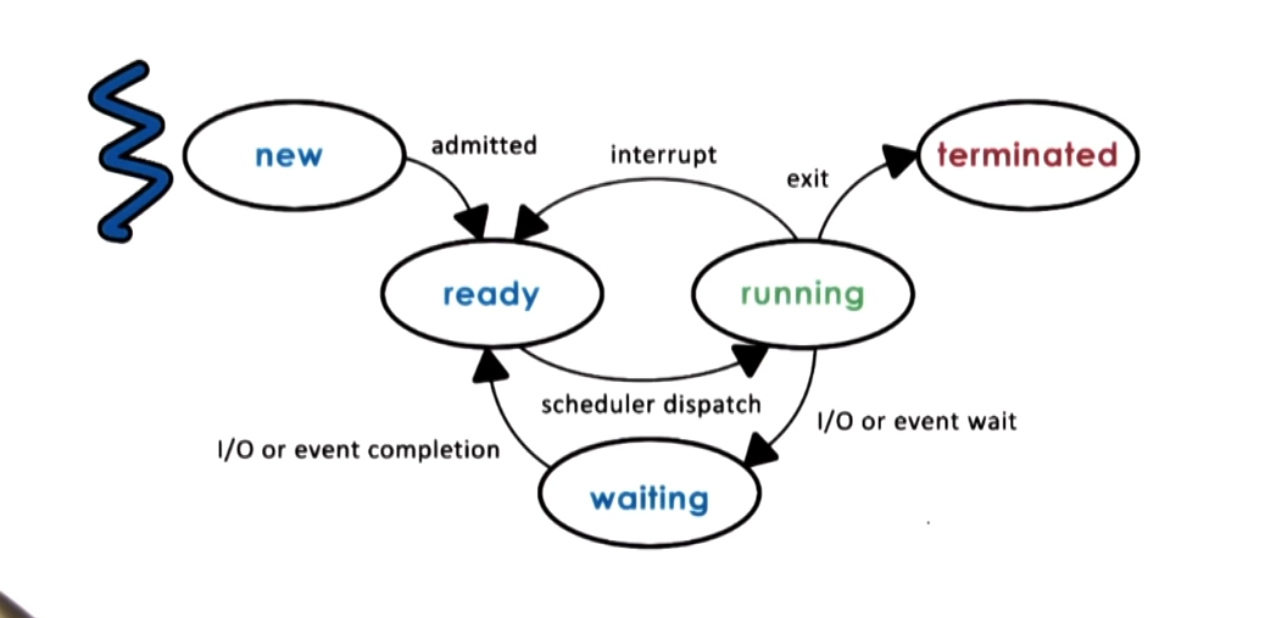 new
admitted
interrupt
exit
terminated
ready
running
scheduler dispatch
I/O or event wait
I/O or event completion
waiting